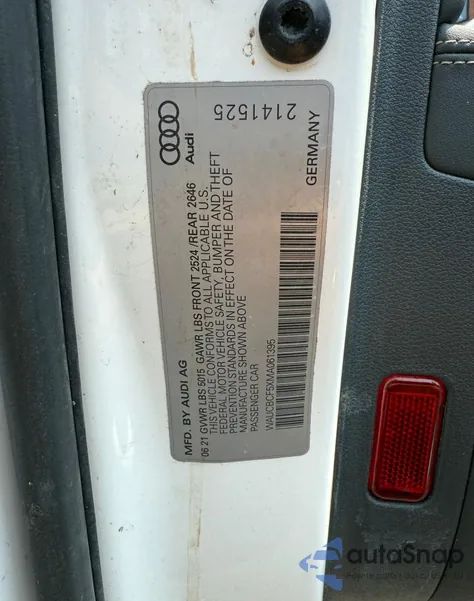 Audi
2141525
GERMANY
MFD. BY AUDI AG
06 21 GVWR LBS 5015 GAWR LBS FRONT 2524 /REAR 2646
THIS VEHICLE CONFORMS TO ALL APPLICABLE U.S.
FEDERAL MOTOR VEHICLE SAFETY, BUMPER AND THEFT
PREVENTION STANDARDS IN EFFECT ON THE DATE OF
MANUFACTURE SHOWN ABOVE
PASSENGER CAR
WAUCBCF5XMA061395
autoSnap